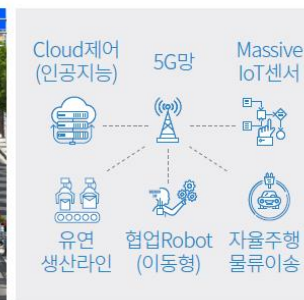 Cloud제어
(인공지능)
5G망
Massive
IoT센서
유연
생산라인
협업Robot
(이동형)
자율주행
물류이송